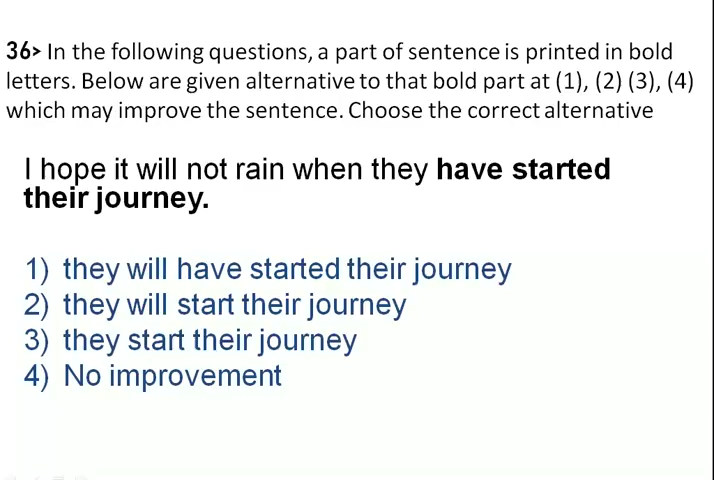 36> In the following questions, a part of sentence is printed in bold
letters. Below are given alternative to that bold part at (1), (2) (3), (4)
which may improve the sentence. Choose the correct alternative
I hope it will not rain when they have started
their journey.
1) they will have started their journey
2) they will start their journey
3) they start their journey
4) No improvement